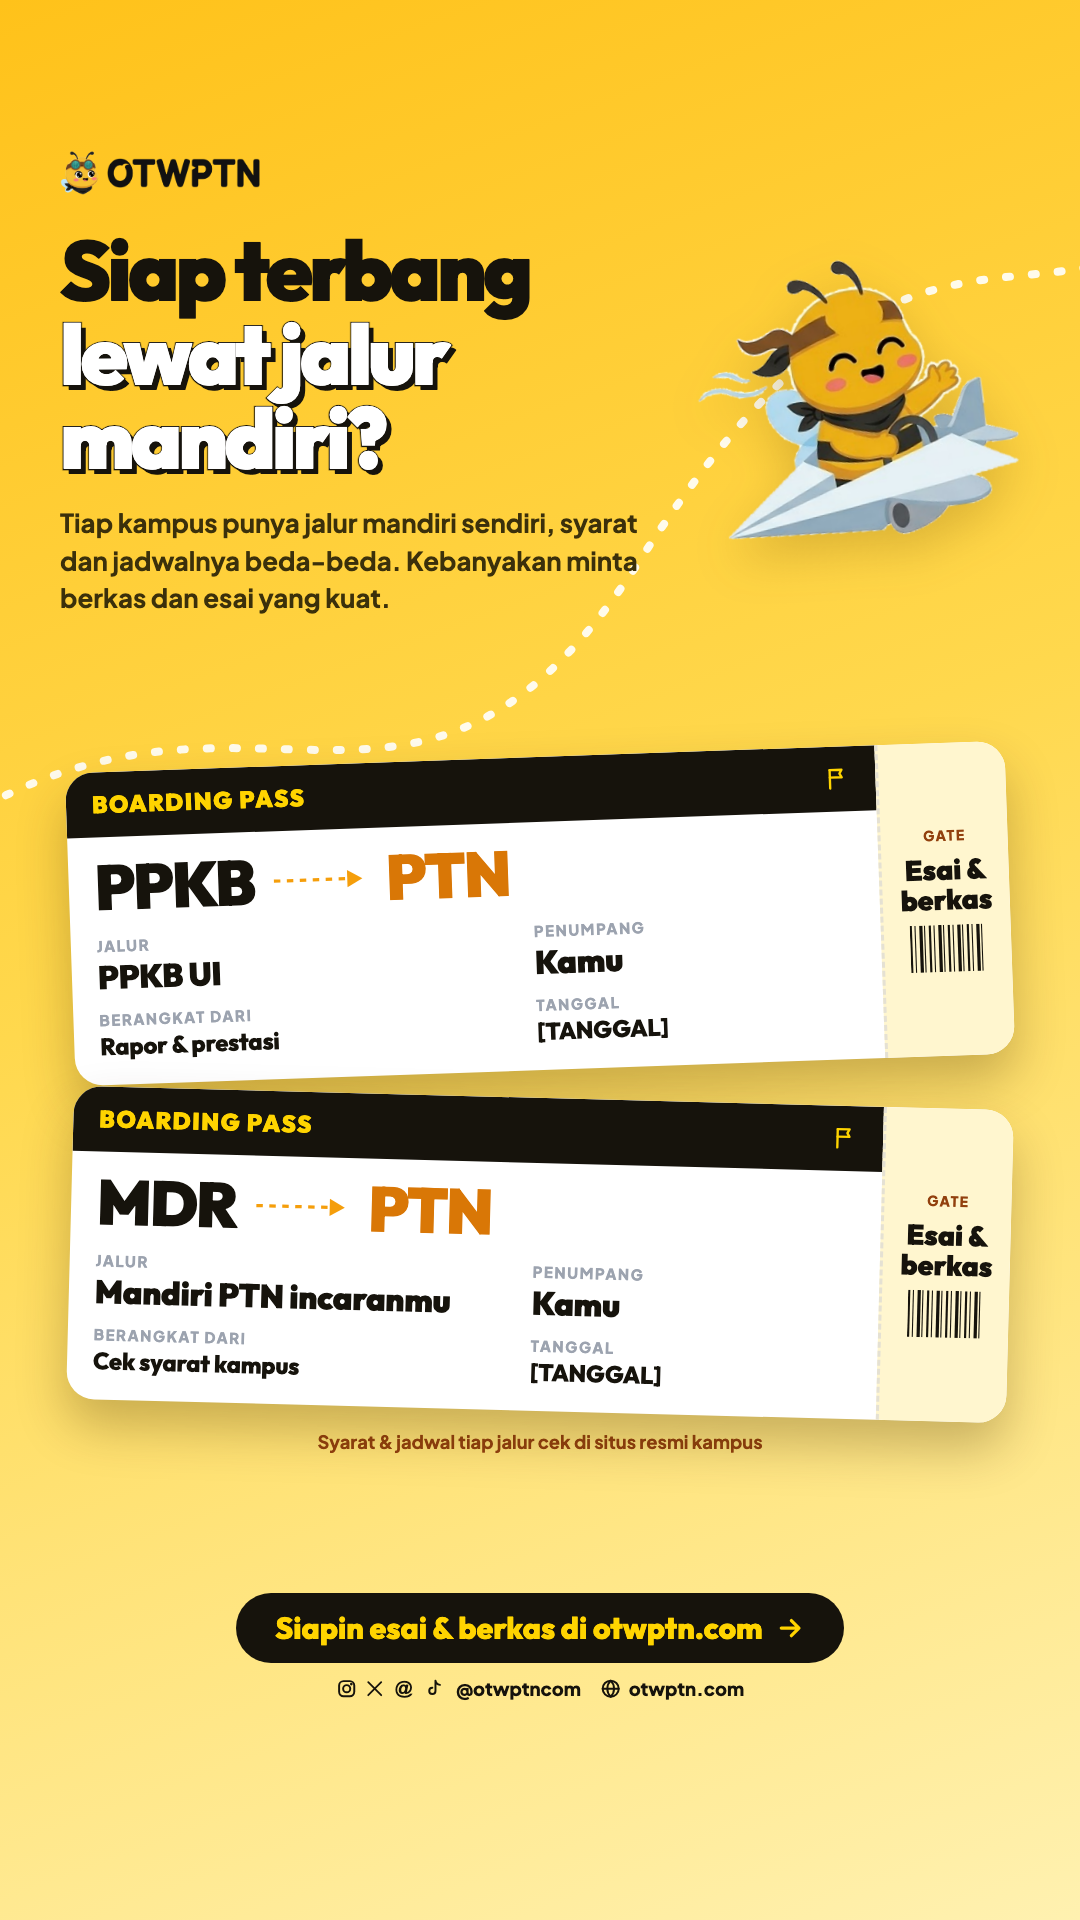 OTWPTN
Siap terbang
lewat jalur
mandiri?
Tiap kampus punya jalur mandiri sendiri, syarat
dan jadwalnya beda-beda. Kebanyakan minta
berkas dan esai yang kuat.
BOARDING PASS
PPKB PTN
JALUR
PPKB UI
PENUMPANG
Kamu
BERANGKAT DARI
Rapor & prestasi
TANGGAL
[TANGGAL]
GATE
Esai &
berkas
BOARDING PASS
MDR PTN
JALUR
Mandiri PTN incaranmu
PENUMPANG
Kamu
BERANGKAT DARI
Cek syarat kampus
TANGGAL
[TANGGAL]
GATE
Esai &
berkas
Syarat & jadwal tiap jalur cek di situs resmi kampus
Siapin esai & berkas di otwptn.com →
@otwptncom otwptn.com